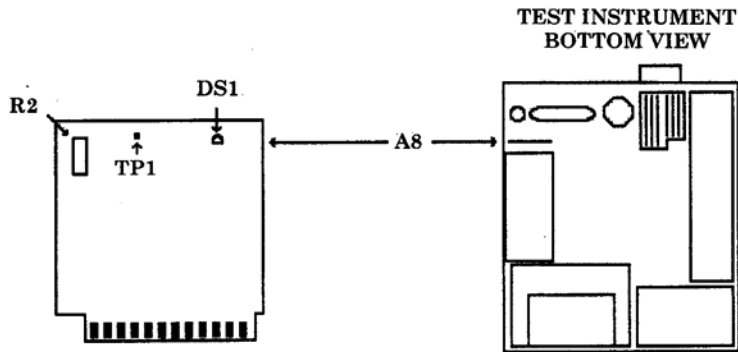 TEST INSTRUMENT
BOTTOM VIEW
DS1
R2
A8
TP1